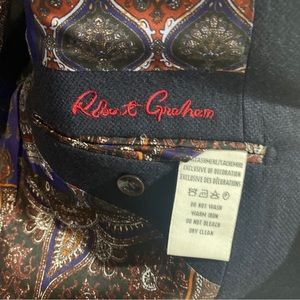 Robert Graham
CASHMERE/CACHEMIRE
EXCLUSIVE OF DECORATION
EXCLUSIVE DES DÉCORATIONS
DO NOT WASH
WARM IRON
DO NOT BLEACH
DRY CLEAN